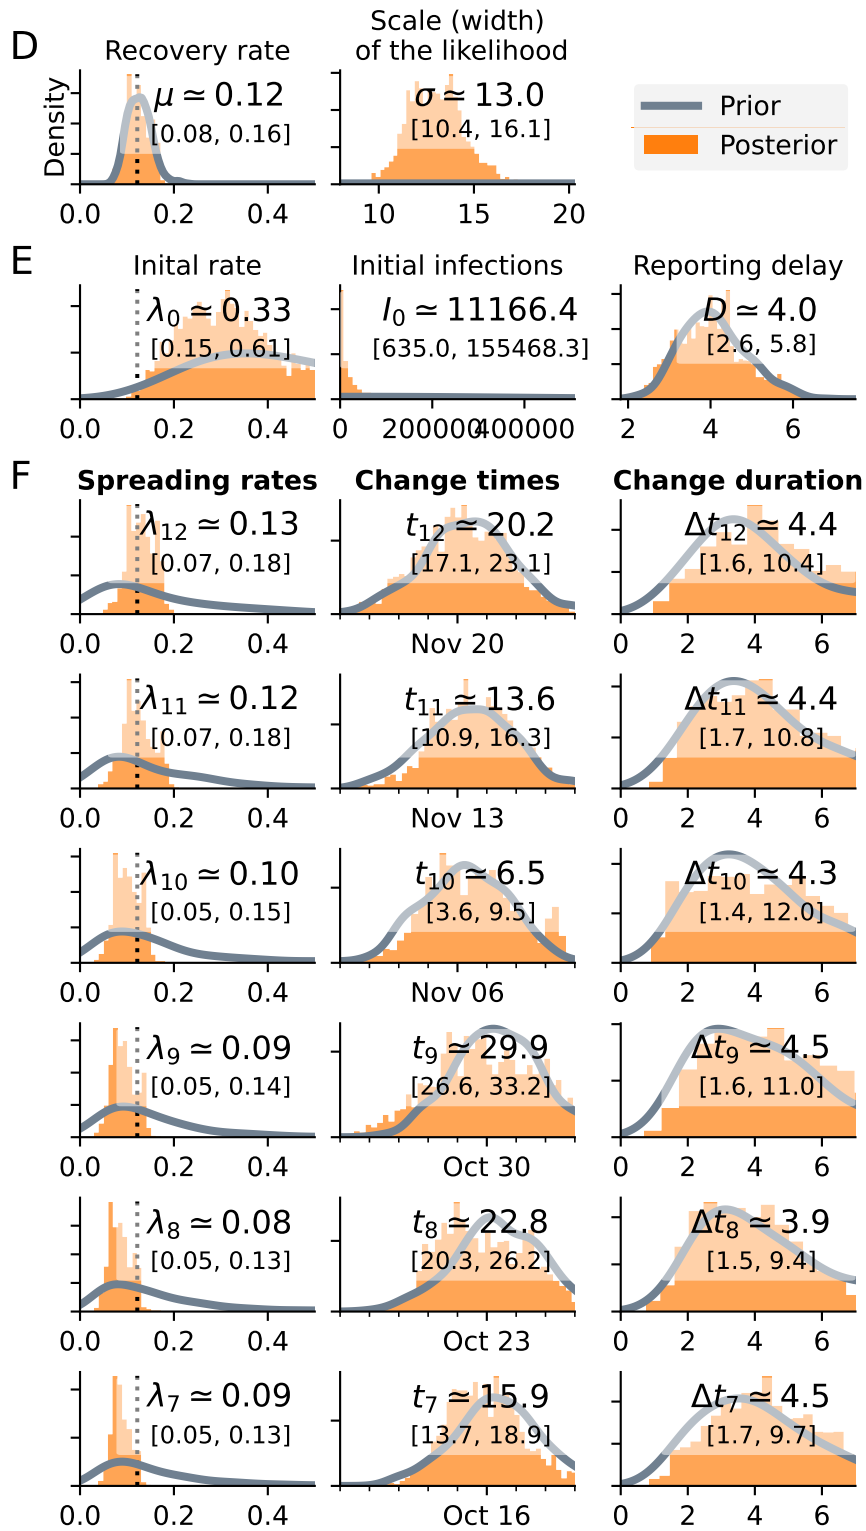 D
Recovery rate
Scale (width)
of the likelihood
Density
μ ≃ 0.12
[0.08, 0.16]
σ ≃ 13.0
[10.4, 16.1]
Prior
Posterior
0.0 0.2 0.4
10 15 20
E
Inital rate
Initial infections
Reporting delay
λ0 ≃ 0.33
[0.15, 0.61]
I0 ≃ 11166.4
[635.0, 155468.3]
D ≃ 4.0
[2.6, 5.8]
0.0 0.2 0.4
0 200000 400000
2 4 6
F
Spreading rates
Change times
Change duration
λ12 ≃ 0.13
[0.07, 0.18]
t12 ≃ 20.2
[17.1, 23.1]
Δt12 ≃ 4.4
[1.6, 10.4]
0.0 0.2 0.4
Nov 20
0 2 4 6
λ11 ≃ 0.12
[0.07, 0.18]
t11 ≃ 13.6
[10.9, 16.3]
Δt11 ≃ 4.4
[1.7, 10.8]
0.0 0.2 0.4
Nov 13
0 2 4 6
λ10 ≃ 0.10
[0.05, 0.15]
t10 ≃ 6.5
[3.6, 9.5]
Δt10 ≃ 4.3
[1.4, 12.0]
0.0 0.2 0.4
Nov 06
0 2 4 6
λ9 ≃ 0.09
[0.05, 0.14]
t9 ≃ 29.9
[26.6, 33.2]
Δt9 ≃ 4.5
[1.6, 11.0]
0.0 0.2 0.4
Oct 30
0 2 4 6
λ8 ≃ 0.08
[0.05, 0.13]
t8 ≃ 22.8
[20.3, 26.2]
Δt8 ≃ 3.9
[1.5, 9.4]
0.0 0.2 0.4
Oct 23
0 2 4 6
λ7 ≃ 0.09
[0.05, 0.13]
t7 ≃ 15.9
[13.7, 18.9]
Δt7 ≃ 4.5
[1.7, 9.7]
0.0 0.2 0.4
Oct 16
0 2 4 6